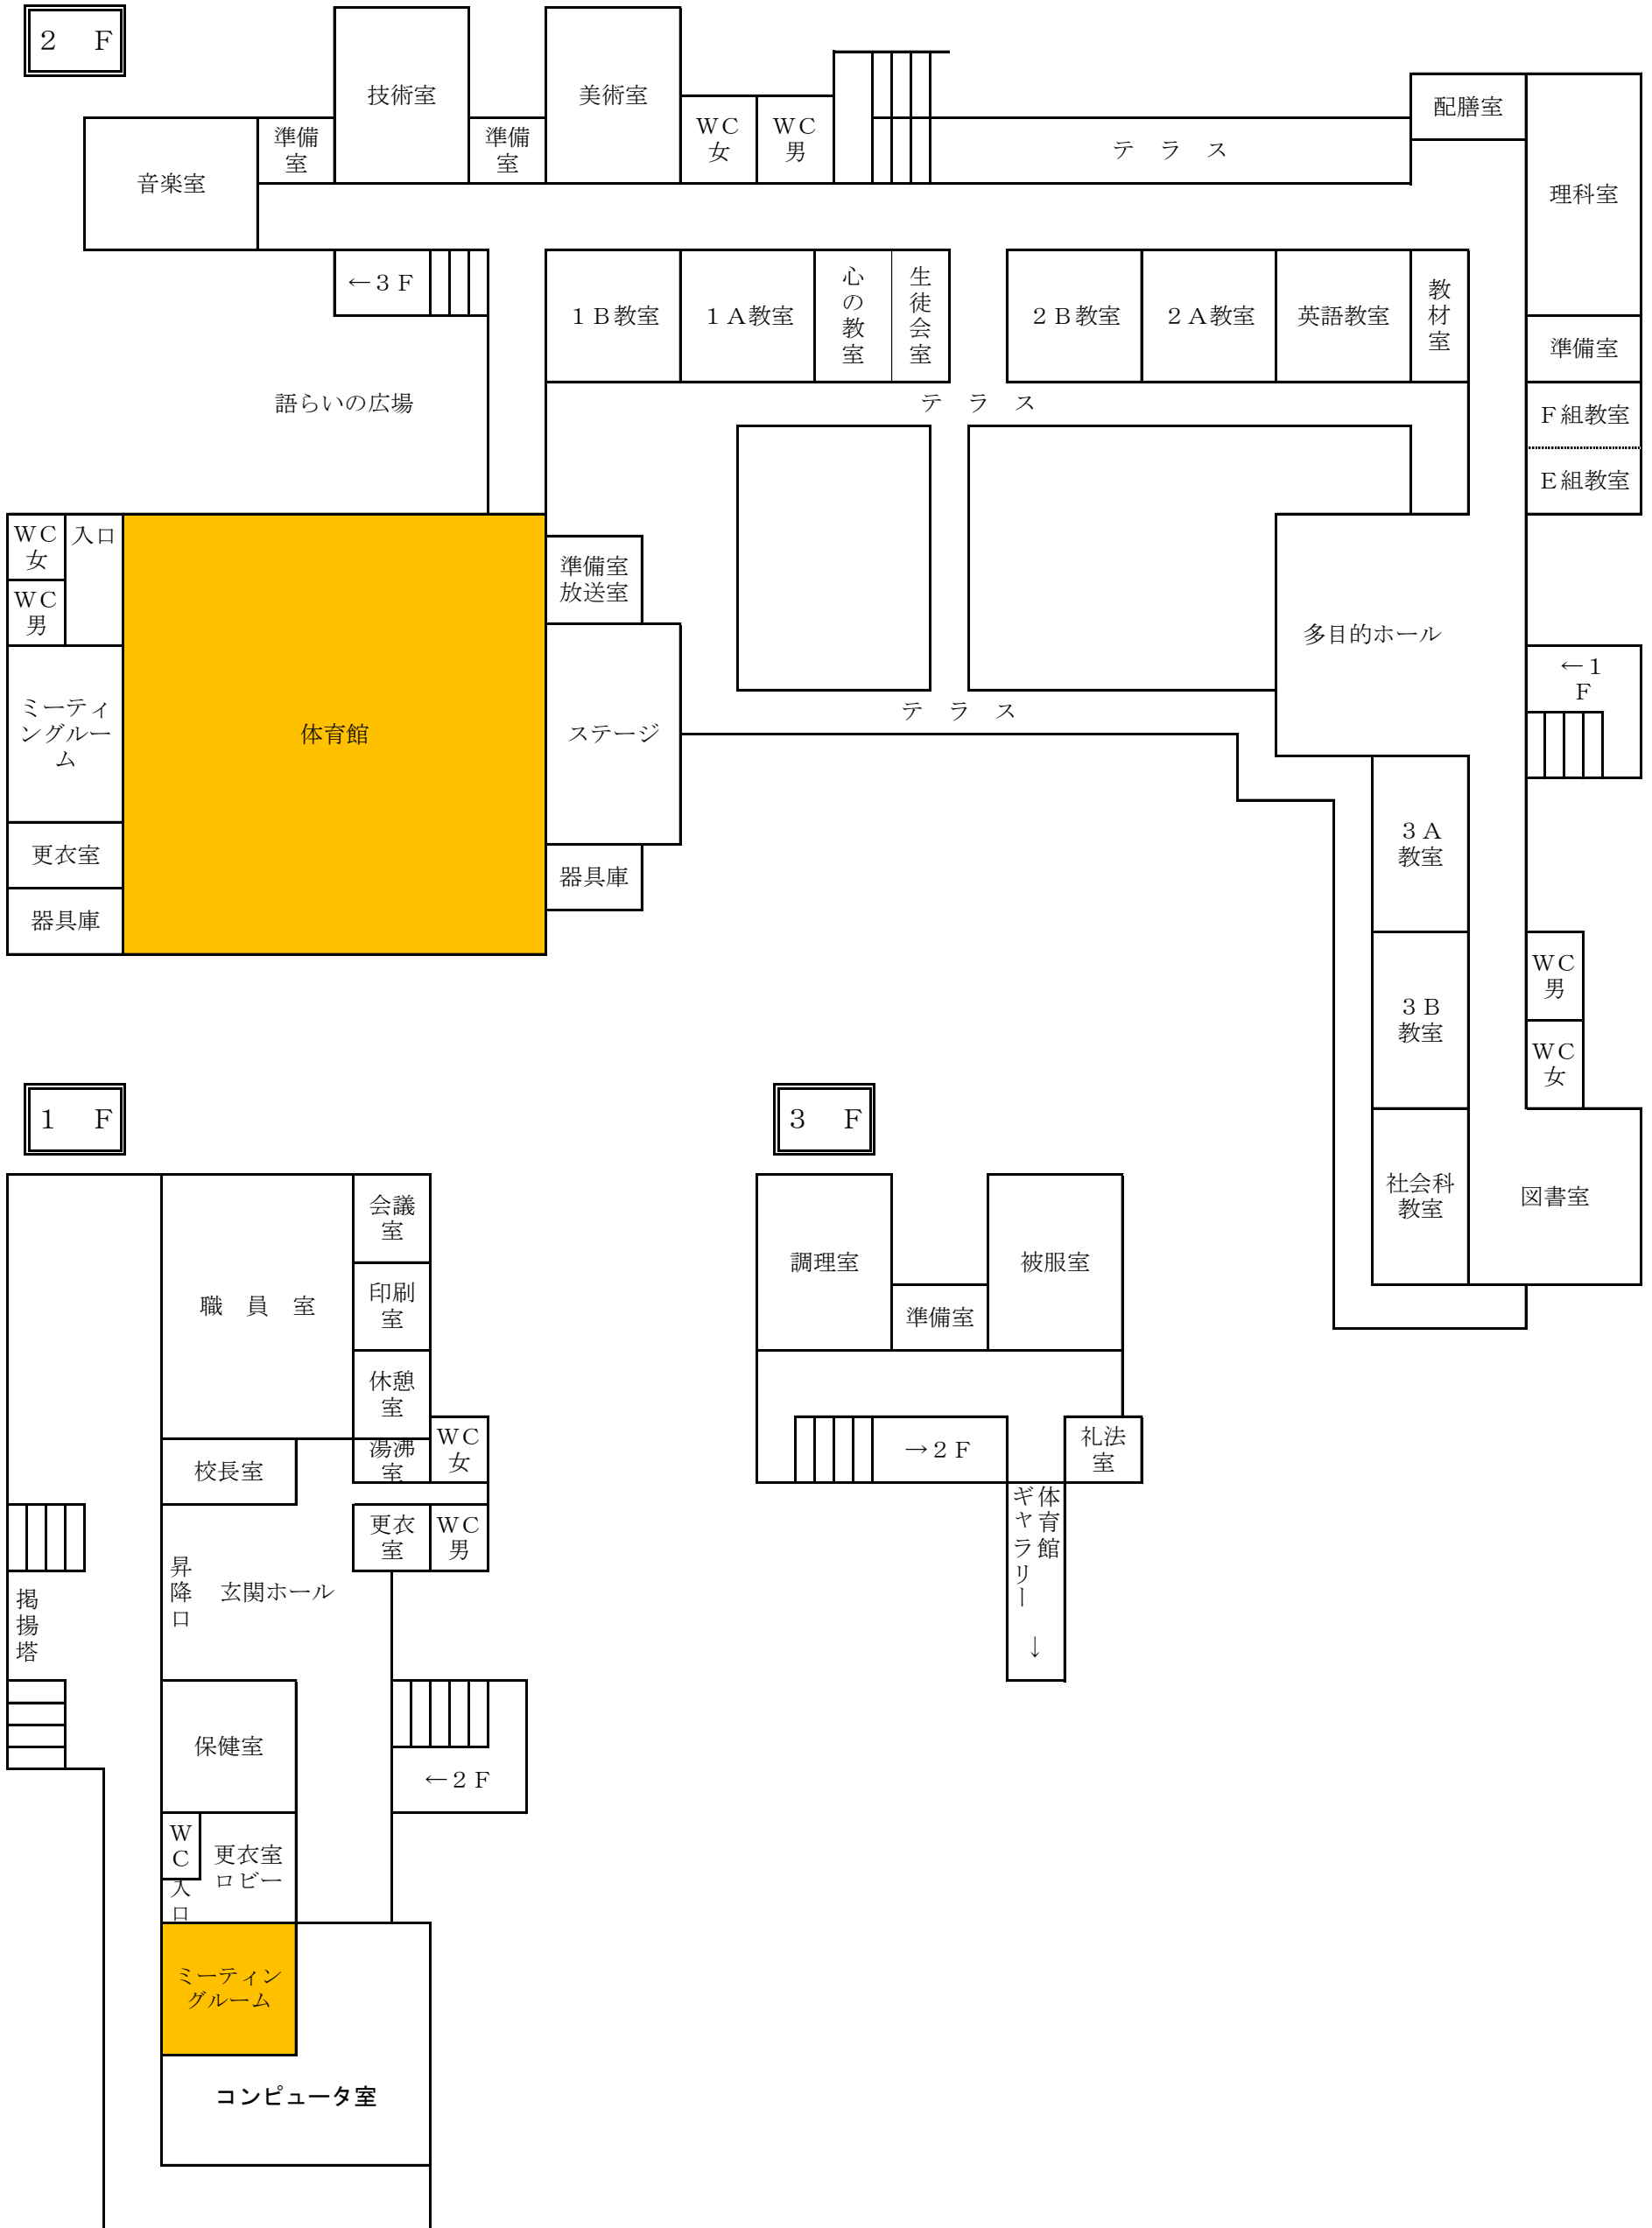 ２　Ｆ
技術室
美術室
配膳室
準備
室
準備
室
ＷＣ
女
ＷＣ
男
テ　ラ　ス
音楽室
理科室
←３Ｆ
１Ｂ教室
１Ａ教室
心の教室
生徒会室
２Ｂ教室
２Ａ教室
英語教室
教材室
準備室
語らいの広場
テ　ラ　ス
Ｆ組教室
Ｅ組教室
ＷＣ
女
入口
ＷＣ
男
準備室
放送室
多目的ホール
←１
Ｆ
ミーティ
ングルー
ム
体育館
ステージ
テ　ラ　ス
更衣室
器具庫
器具庫
３Ａ
教室
３Ｂ
教室
ＷＣ
男
ＷＣ
女
社会科
教室
図書室
１　Ｆ
会議
室
職　員　室
印刷
室
休憩
室
校長室
湯沸
室
ＷＣ
女
更衣
室
ＷＣ
男
昇降口
玄関ホール
掲揚塔
保健室
←２Ｆ
Ｗ
Ｃ
更衣室
ロビー
入口
ミーティン
グルーム
コンピュータ室
３　Ｆ
調理室
被服室
準備室
→２Ｆ
礼法
室
体育館
ギャラリー　↓